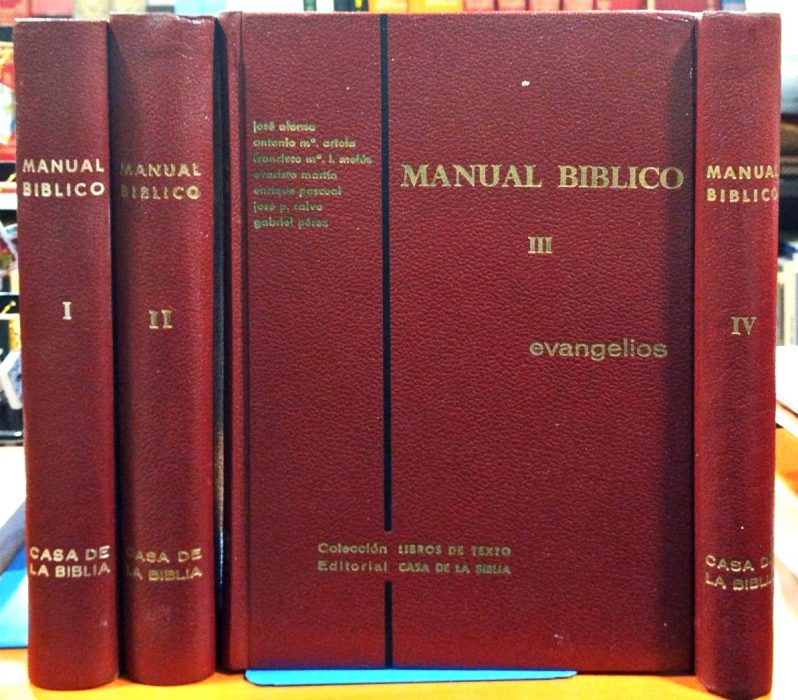 MANUAL
BIBLICO
I
CASA DE
LA BIBLIA
MANUAL
BIBLICO
II
CASA DE
LA BIBLIA
josé alonso
antonio mª. artola
francisco mª. l. melús
evaristo martín
enrique pascual
josé p. calvo
gabriel pérez
MANUAL BIBLICO
III
evangelios
Colección LIBROS DE TEXTO
Editorial CASA DE LA BIBLIA
MANUAL
BIBLICO
IV
CASA DE
LA BIBLIA